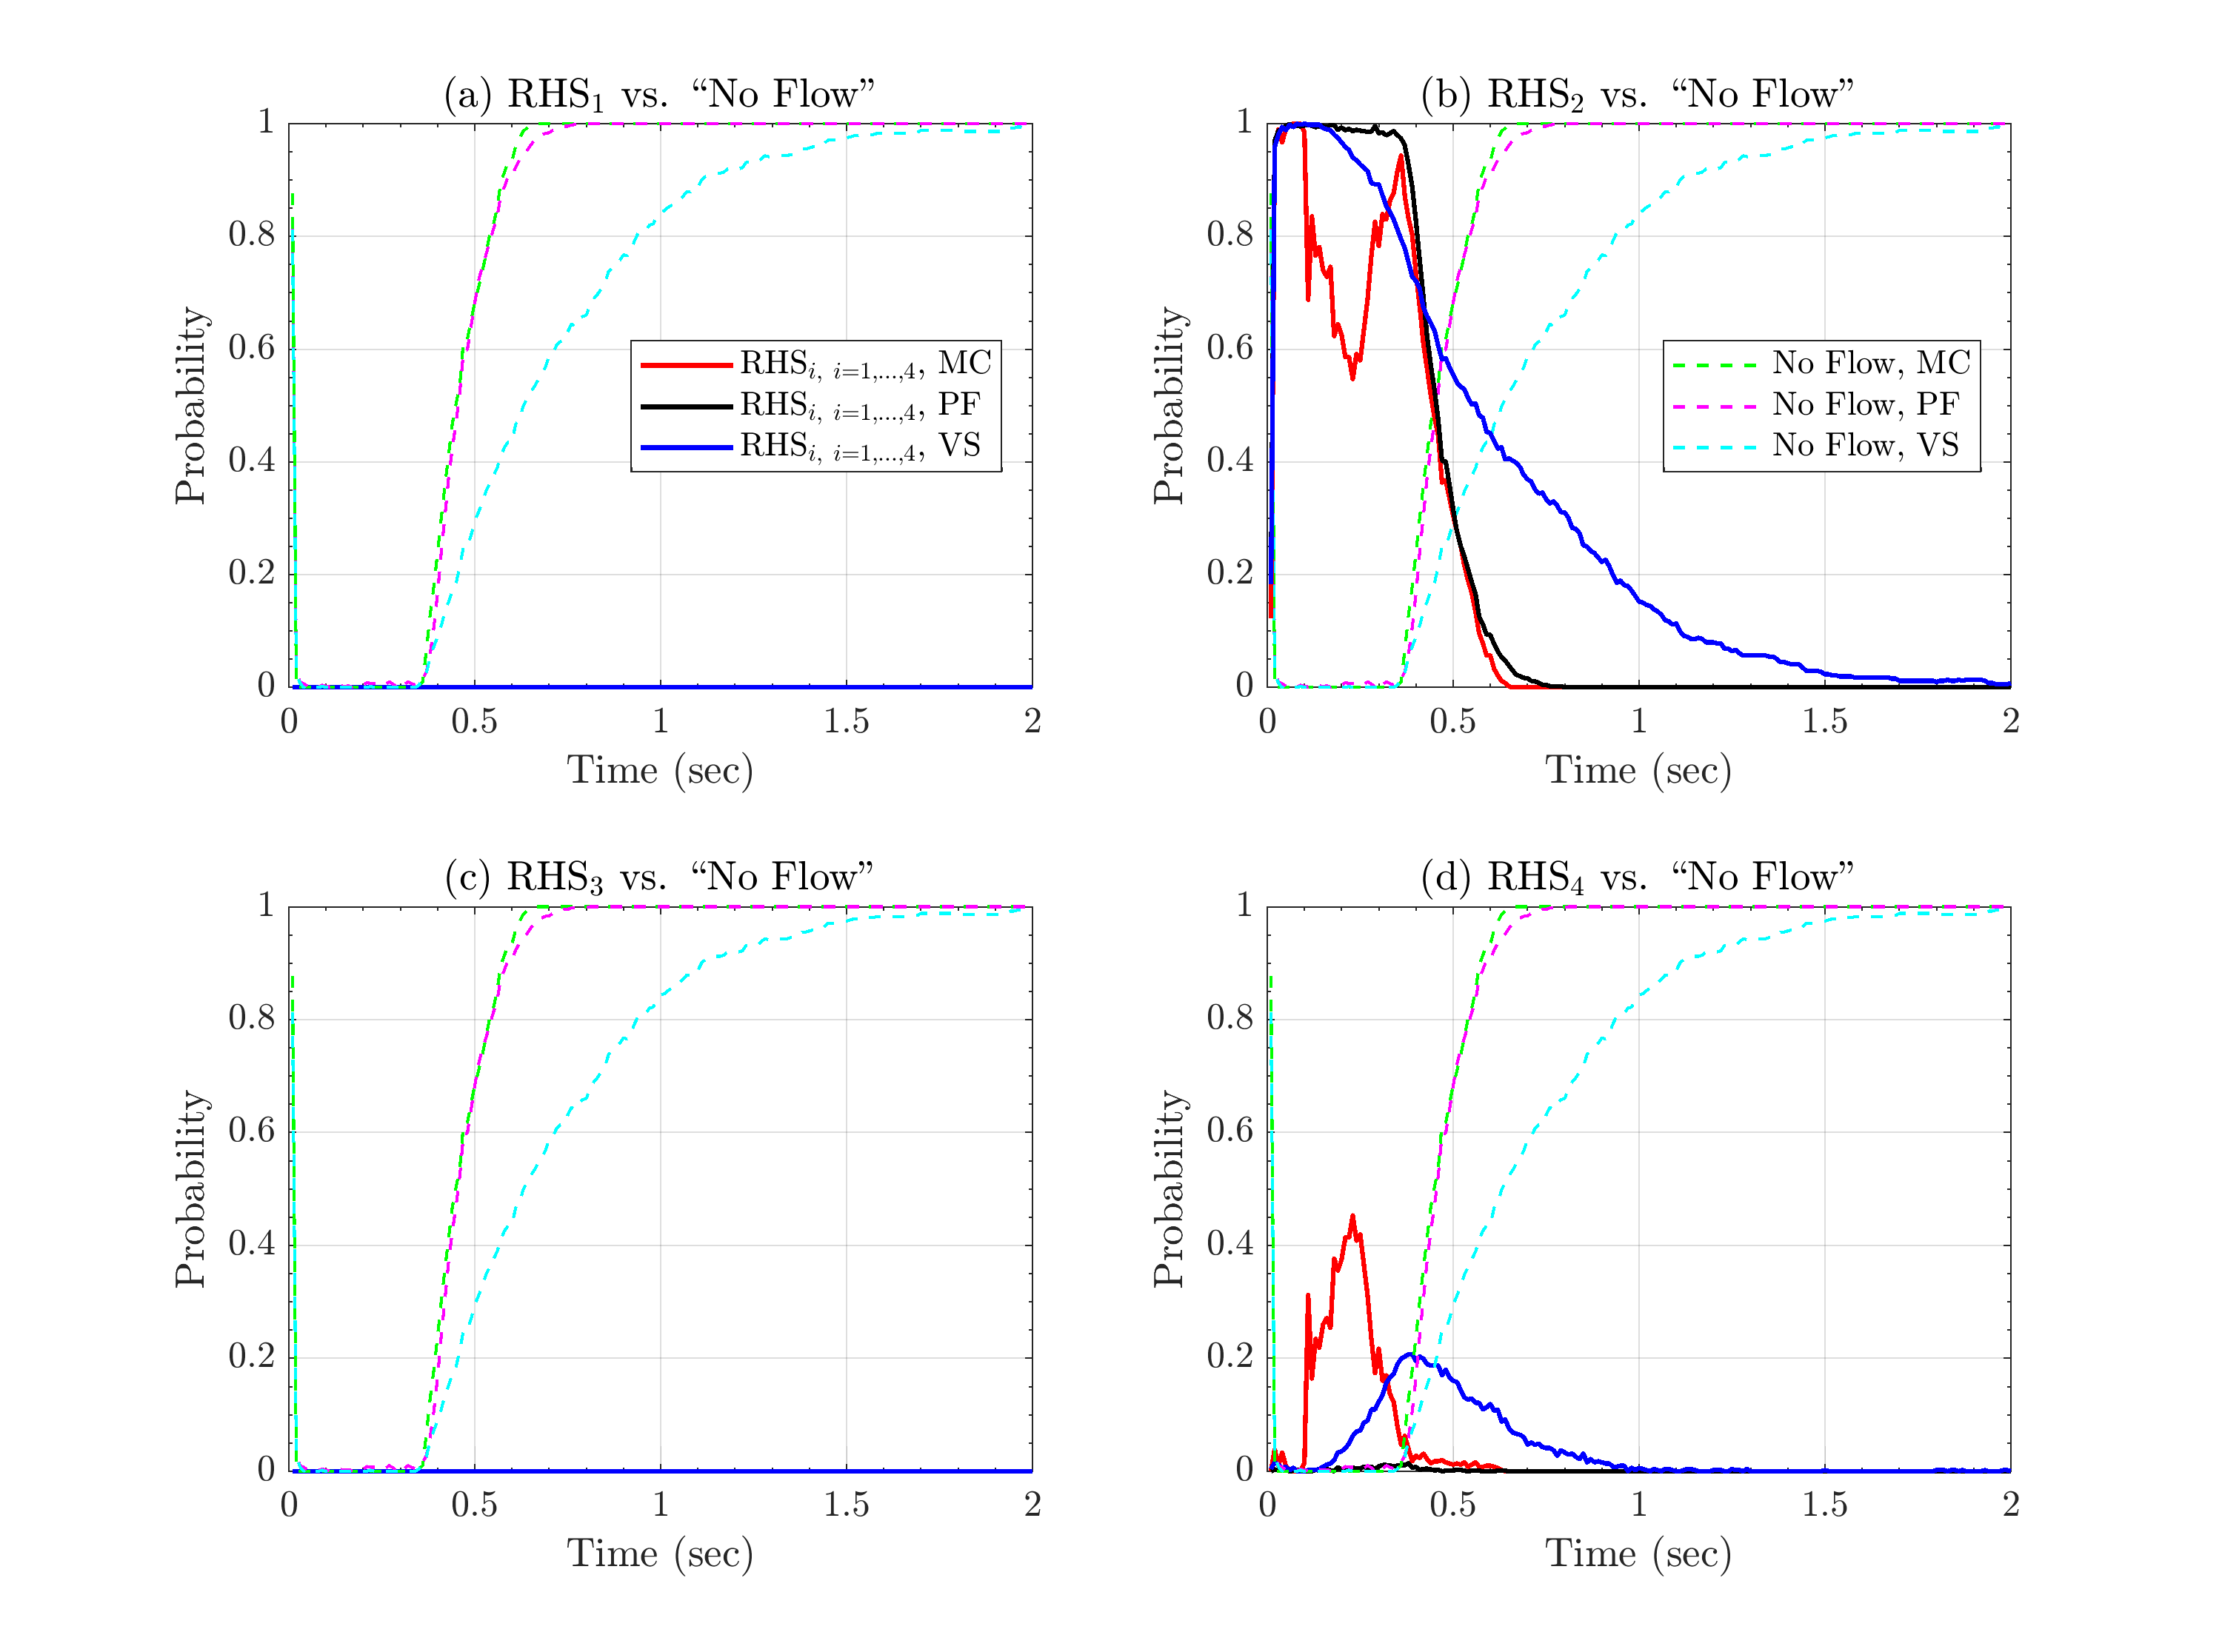 (a) RHS₁ vs. “No Flow”
1
0.8
0.6
0.4
0.2
0
Probability
RHSᵢ, ᵢ₌₁,...,₄, MC
RHSᵢ, ᵢ₌₁,...,₄, PF
RHSᵢ, ᵢ₌₁,...,₄, VS
0 0.5 1 1.5 2
Time (sec)
(b) RHS₂ vs. “No Flow”
1
0.8
0.6
0.4
0.2
0
Probability
No Flow, MC
No Flow, PF
No Flow, VS
0 0.5 1 1.5 2
Time (sec)
(c) RHS₃ vs. “No Flow”
1
0.8
0.6
0.4
0.2
0
Probability
0 0.5 1 1.5 2
Time (sec)
(d) RHS₄ vs. “No Flow”
1
0.8
0.6
0.4
0.2
0
Probability
0 0.5 1 1.5 2
Time (sec)